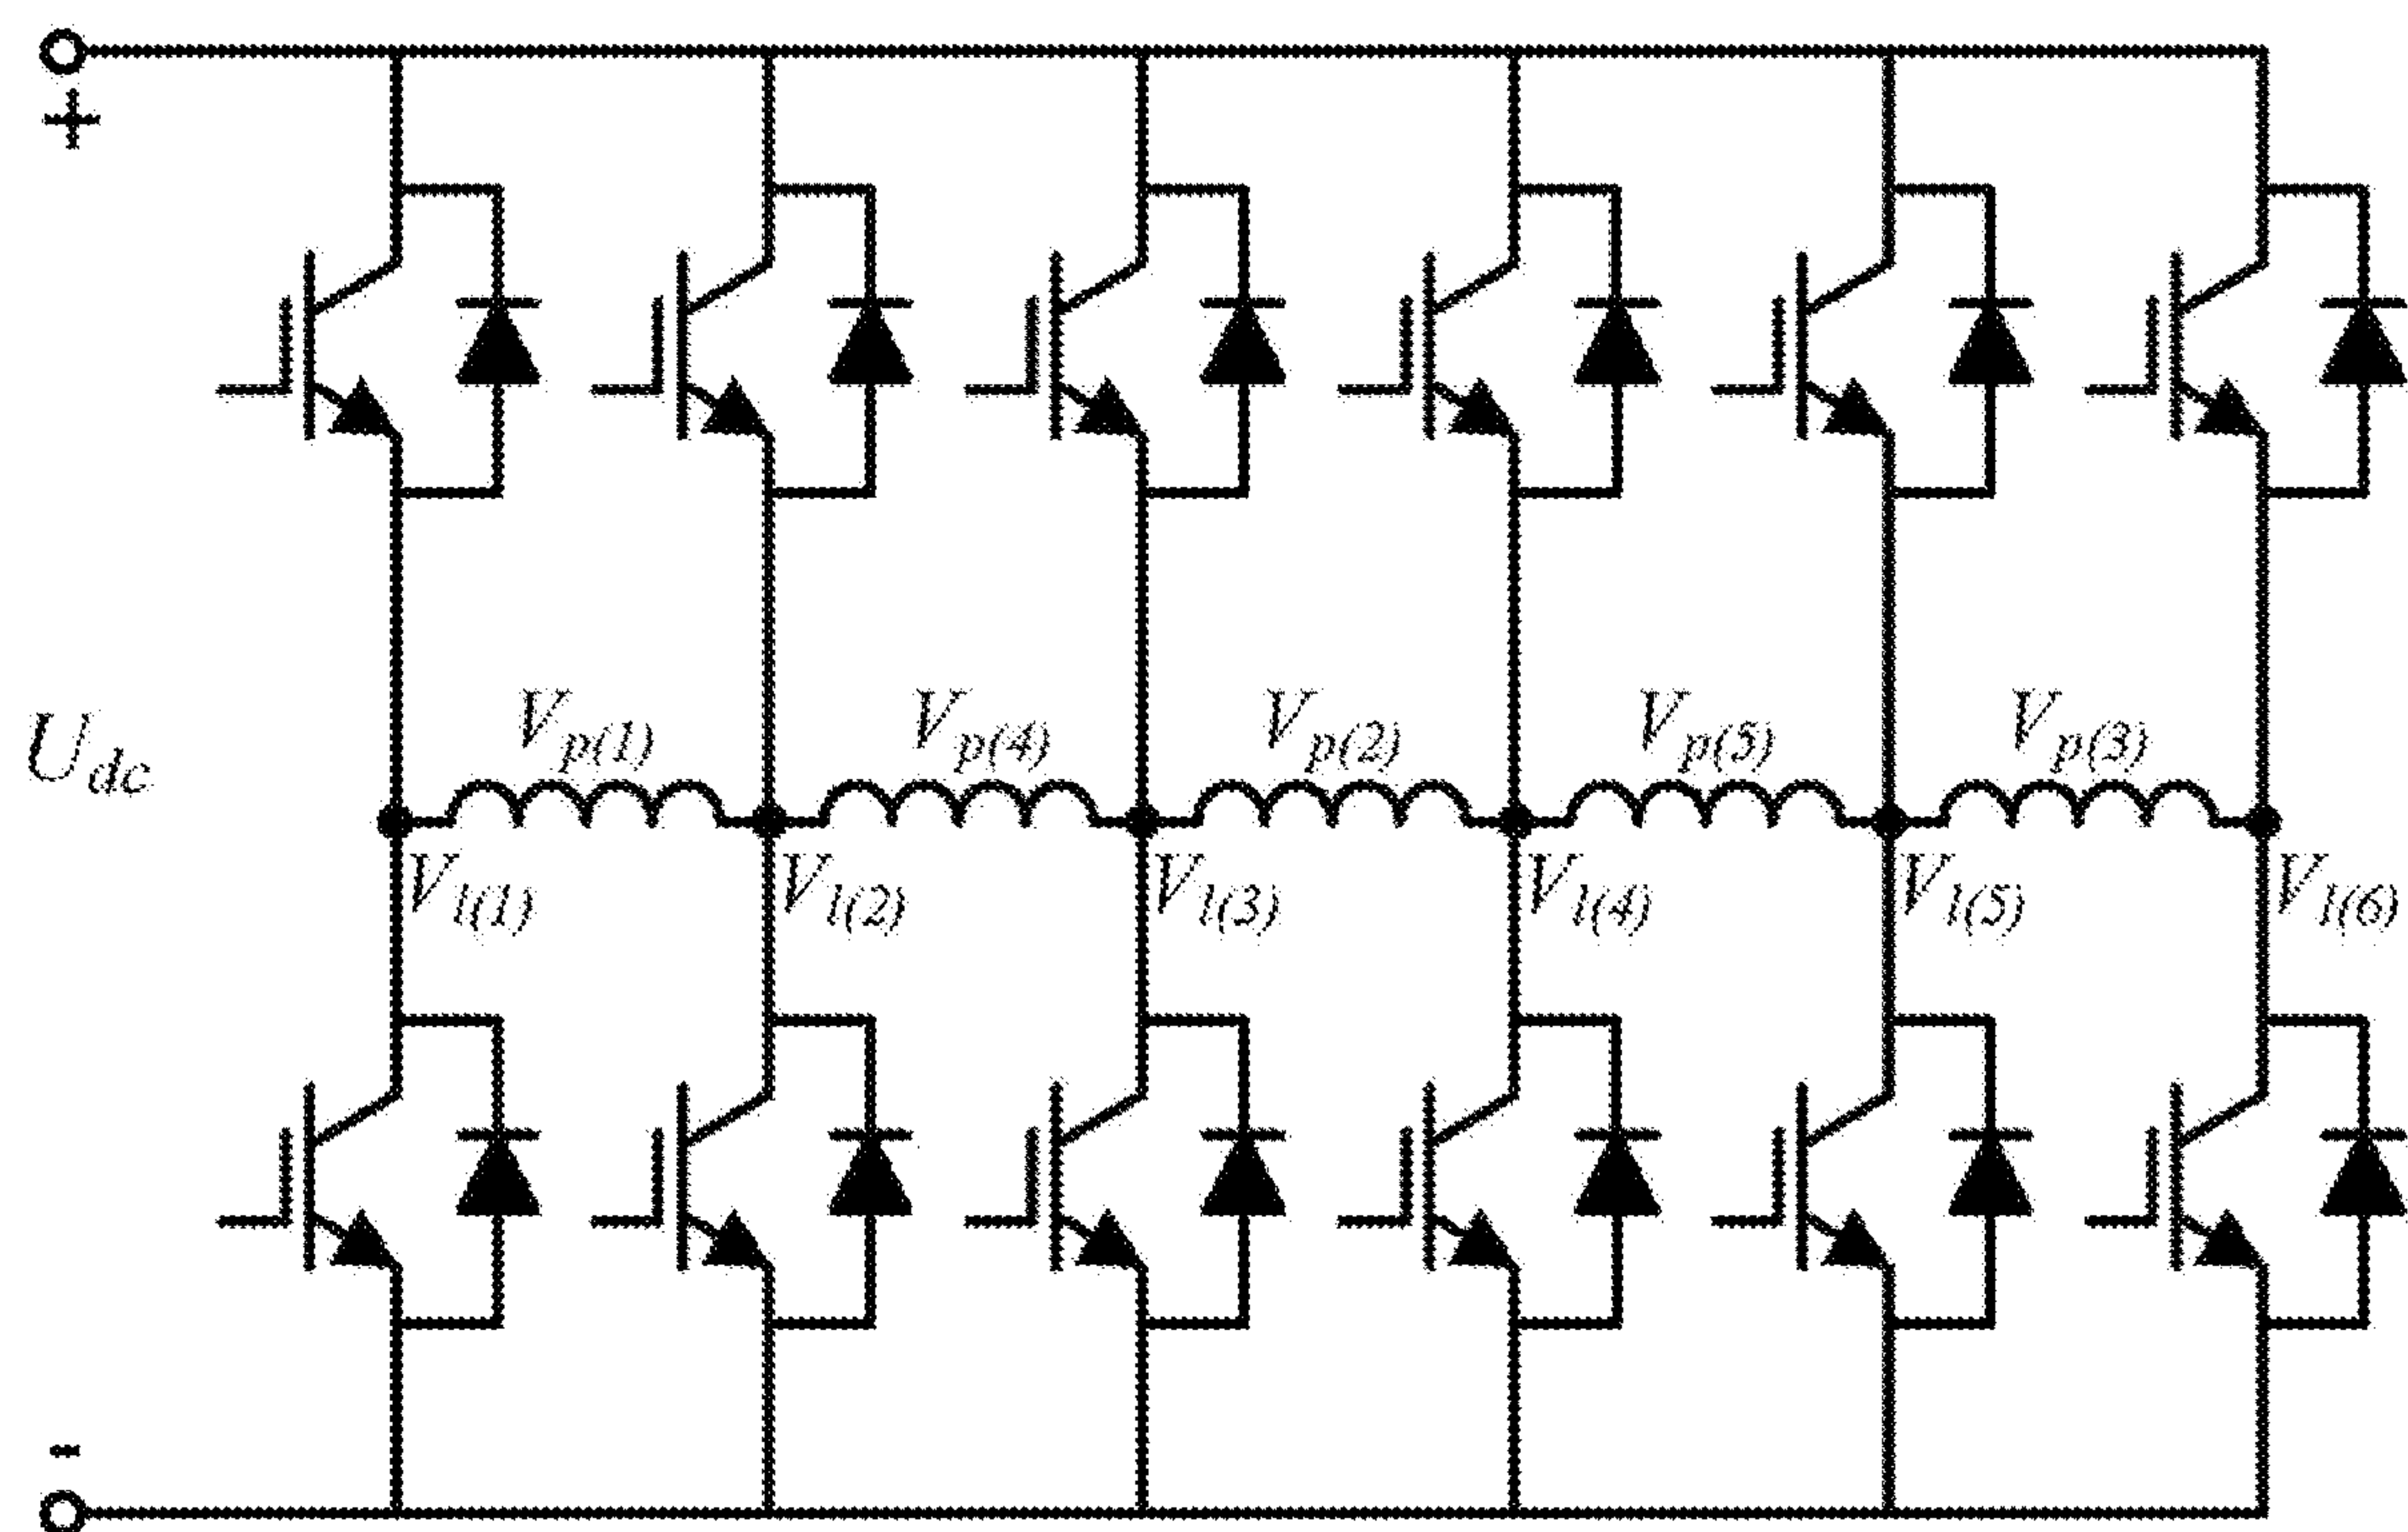 +
V_p(1) V_p(4) V_p(2) V_p(5) V_p(3)
U_dc
V_l(1) V_l(2) V_l(3) V_l(4) V_l(5) V_l(6)
-